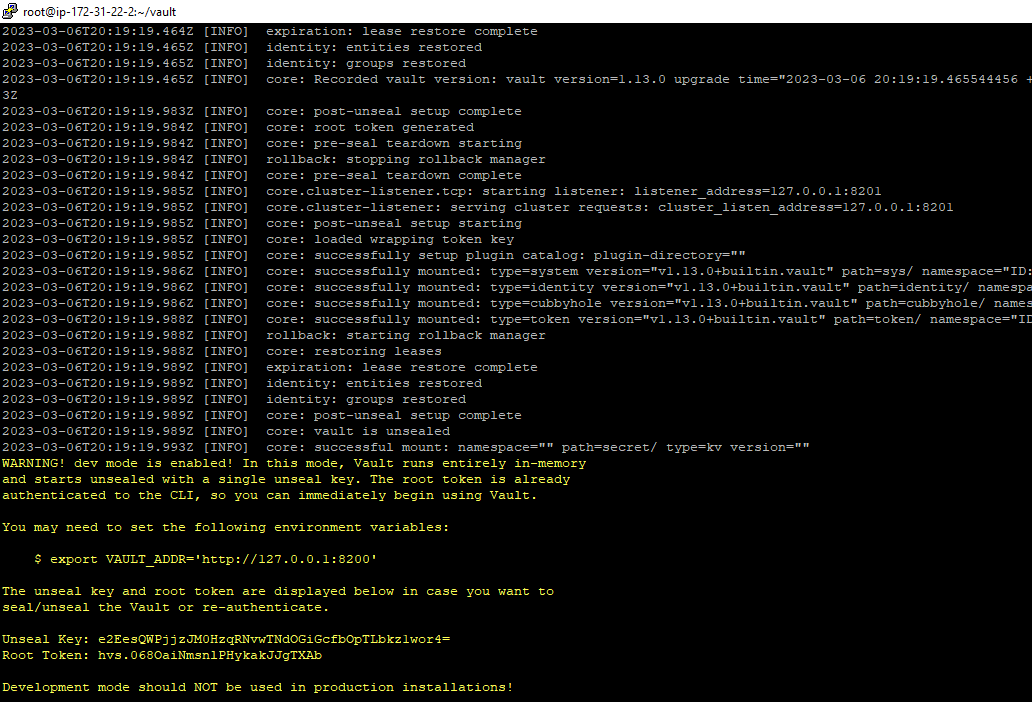 root@ip-172-31-22-2:~/vault
2023-03-06T20:19:19.464Z [INFO]  expiration: lease restore complete
2023-03-06T20:19:19.465Z [INFO]  identity: entities restored
2023-03-06T20:19:19.465Z [INFO]  identity: groups restored
2023-03-06T20:19:19.465Z [INFO]  core: Recorded vault version: vault version=1.13.0 upgrade time="2023-03-06 20:19:19.465544456 +
3Z
2023-03-06T20:19:19.983Z [INFO]  core: post-unseal setup complete
2023-03-06T20:19:19.984Z [INFO]  core: root token generated
2023-03-06T20:19:19.984Z [INFO]  core: pre-seal teardown starting
2023-03-06T20:19:19.984Z [INFO]  rollback: stopping rollback manager
2023-03-06T20:19:19.984Z [INFO]  core: pre-seal teardown complete
2023-03-06T20:19:19.985Z [INFO]  core.cluster-listener.tcp: starting listener: listener_address=127.0.0.1:8201
2023-03-06T20:19:19.985Z [INFO]  core.cluster-listener: serving cluster requests: cluster_listen_address=127.0.0.1:8201
2023-03-06T20:19:19.985Z [INFO]  core: post-unseal setup starting
2023-03-06T20:19:19.985Z [INFO]  core: loaded wrapping token key
2023-03-06T20:19:19.985Z [INFO]  core: successfully setup plugin catalog: plugin-directory=""
2023-03-06T20:19:19.986Z [INFO]  core: successfully mounted: type=system version="v1.13.0+builtin.vault" path=sys/ namespace="ID:
2023-03-06T20:19:19.986Z [INFO]  core: successfully mounted: type=identity version="v1.13.0+builtin.vault" path=identity/ namespa
2023-03-06T20:19:19.986Z [INFO]  core: successfully mounted: type=cubbyhole version="v1.13.0+builtin.vault" path=cubbyhole/ names
2023-03-06T20:19:19.988Z [INFO]  core: successfully mounted: type=token version="v1.13.0+builtin.vault" path=token/ namespace="ID
2023-03-06T20:19:19.988Z [INFO]  rollback: starting rollback manager
2023-03-06T20:19:19.988Z [INFO]  core: restoring leases
2023-03-06T20:19:19.989Z [INFO]  expiration: lease restore complete
2023-03-06T20:19:19.989Z [INFO]  identity: entities restored
2023-03-06T20:19:19.989Z [INFO]  identity: groups restored
2023-03-06T20:19:19.989Z [INFO]  core: post-unseal setup complete
2023-03-06T20:19:19.989Z [INFO]  core: vault is unsealed
2023-03-06T20:19:19.993Z [INFO]  core: successful mount: namespace="" path=secret/ type=kv version=""
WARNING! dev mode is enabled! In this mode, Vault runs entirely in-memory
and starts unsealed with a single unseal key. The root token is already
authenticated to the CLI, so you can immediately begin using Vault.
You may need to set the following environment variables:
$ export VAULT_ADDR='http://127.0.0.1:8200'
The unseal key and root token are displayed below in case you want to
seal/unseal the Vault or re-authenticate.
Unseal Key: e2EesQWPjjzJM0HzqRNvwTNdOGiGcfbOpTLbkzlwor4=
Root Token: hvs.068OaiNmsnlPHykakJJgTXAb
Development mode should NOT be used in production installations!